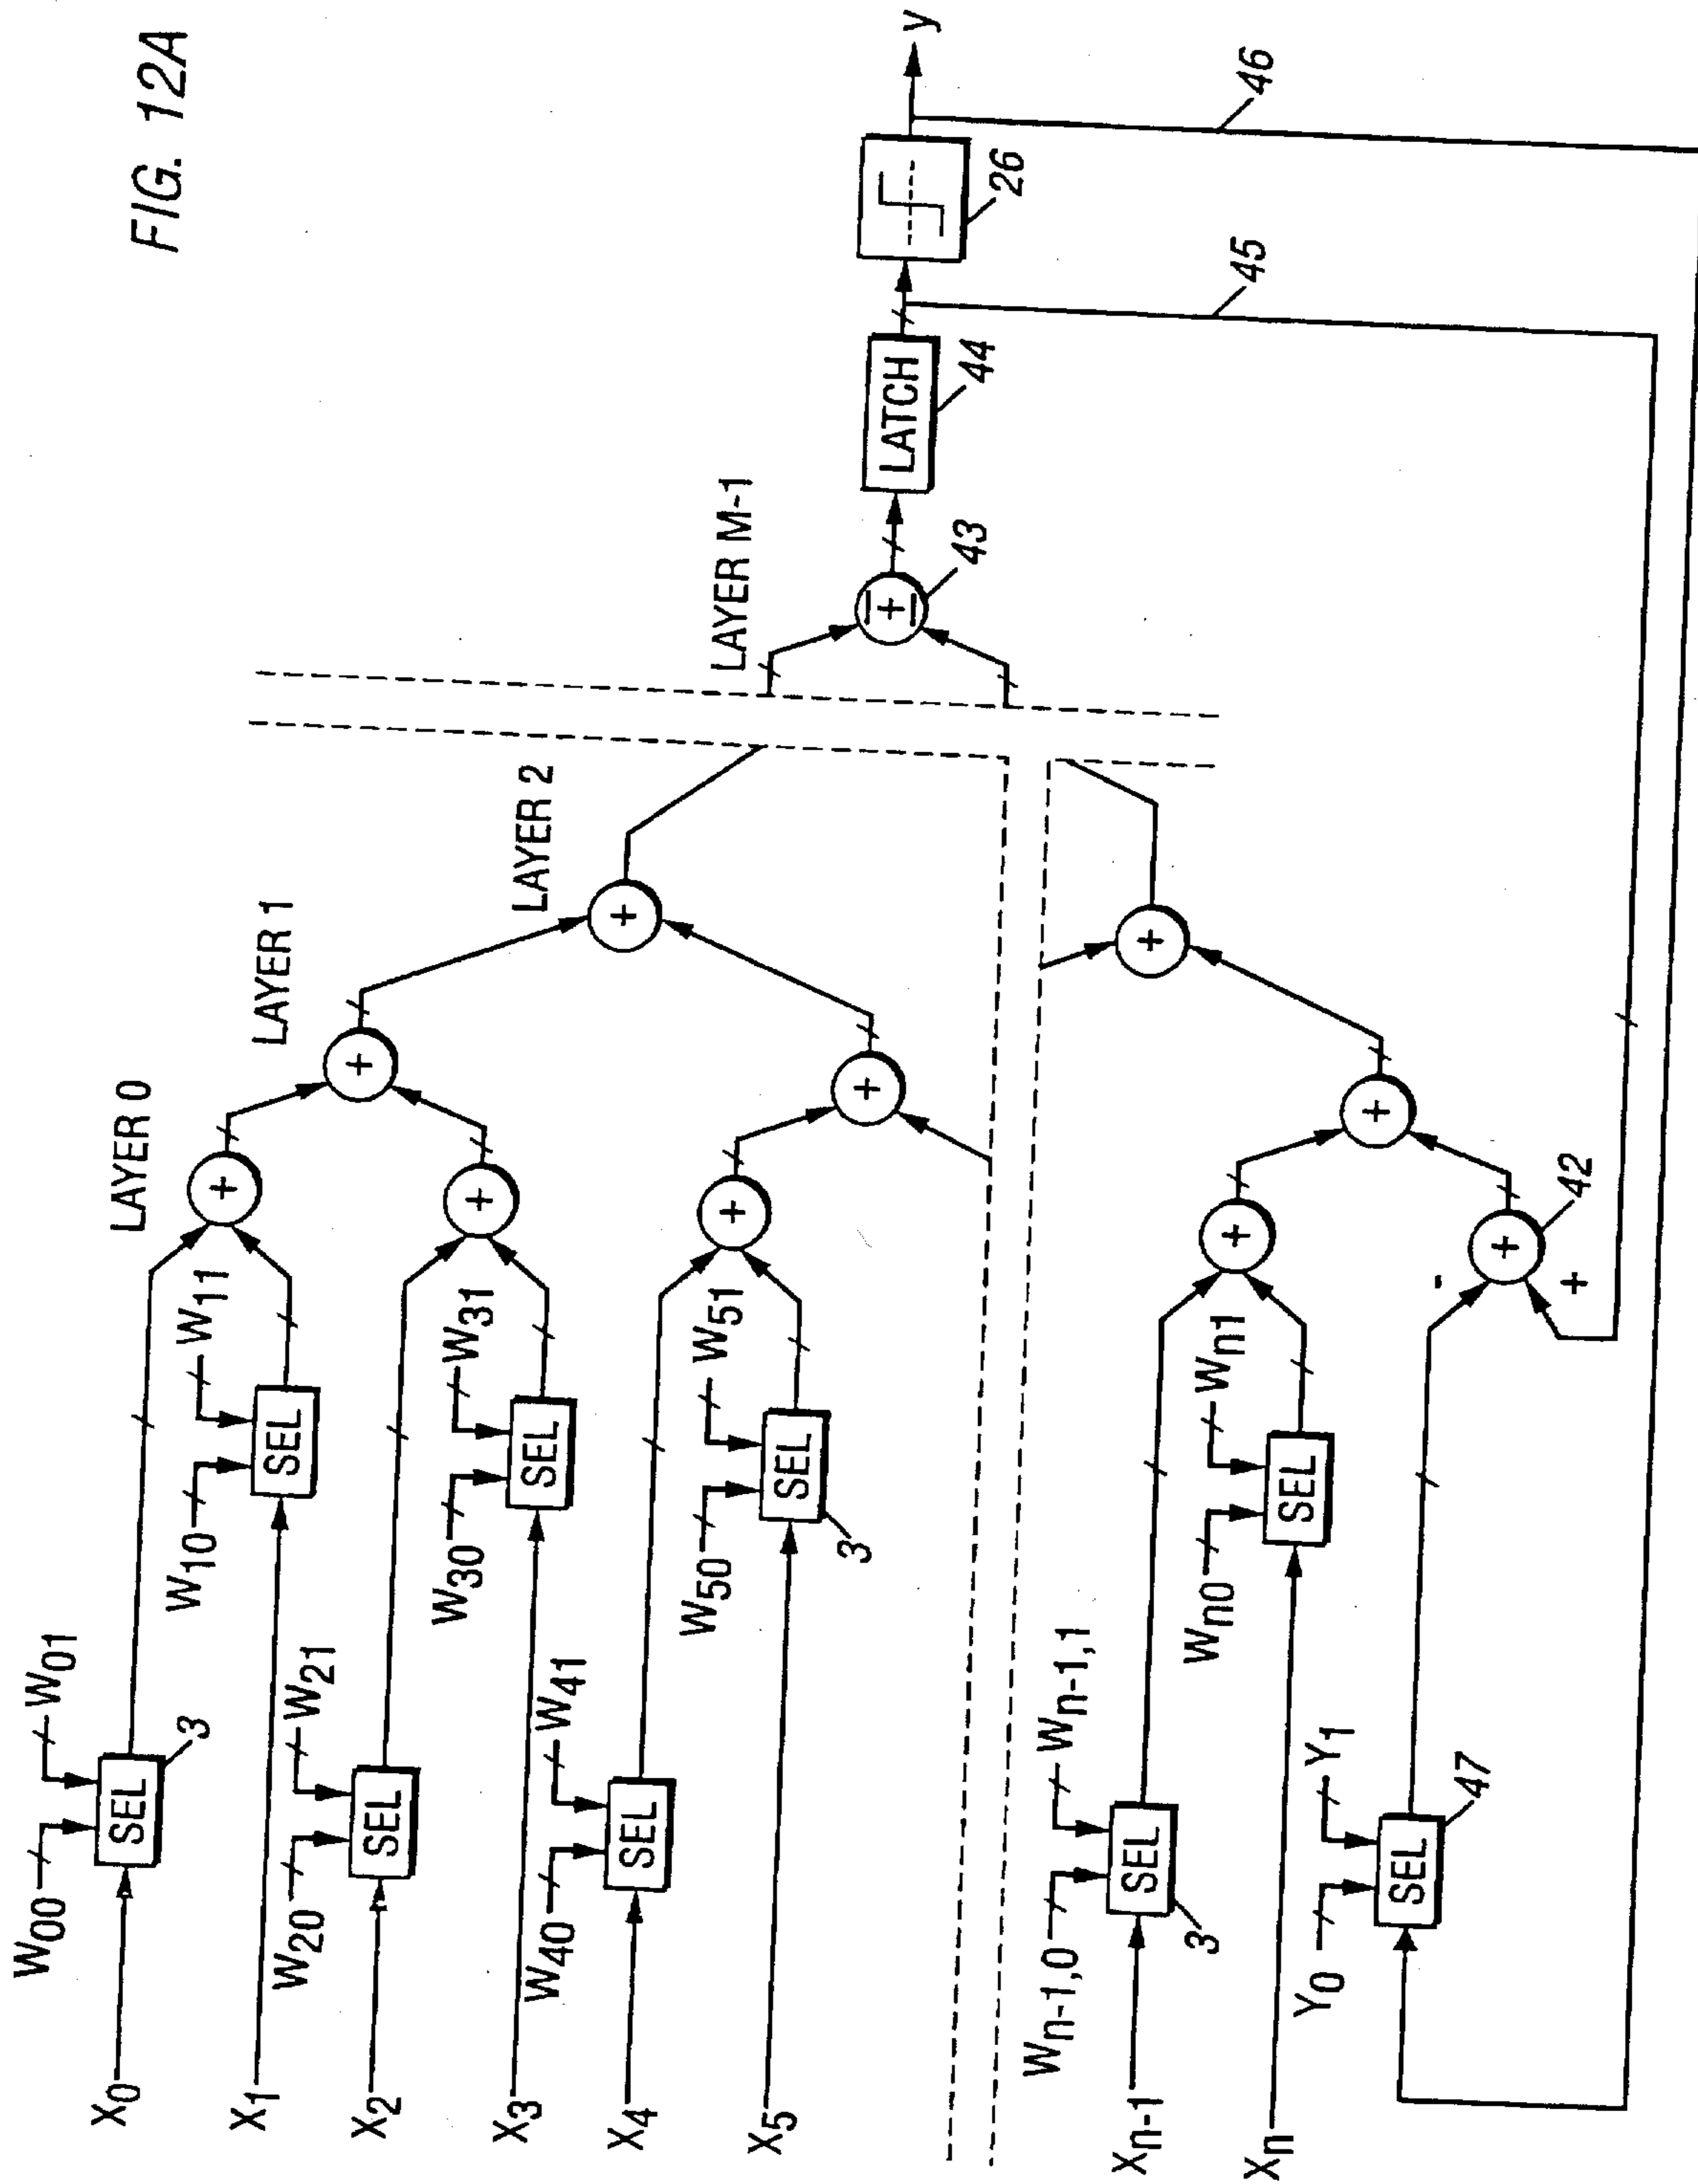 FIG. 12A
LAYER 0
LAYER 1
LAYER 2
LAYER M-1
X0
W00
W01
SEL
3
X1
W10
W11
SEL
+
X2
W20
W21
SEL
X3
W30
W31
SEL
+
+
X4
W40
W41
SEL
X5
W50
W51
SEL
3
+
+
+
+
43
LATCH
44
26
y
45
46
Xn-1
Wn-1,0
Wn-1,1
SEL
3
Xn
Wn0
Wn1
SEL
+
+
+
Y0
Y1
SEL
47
-
+
+
42